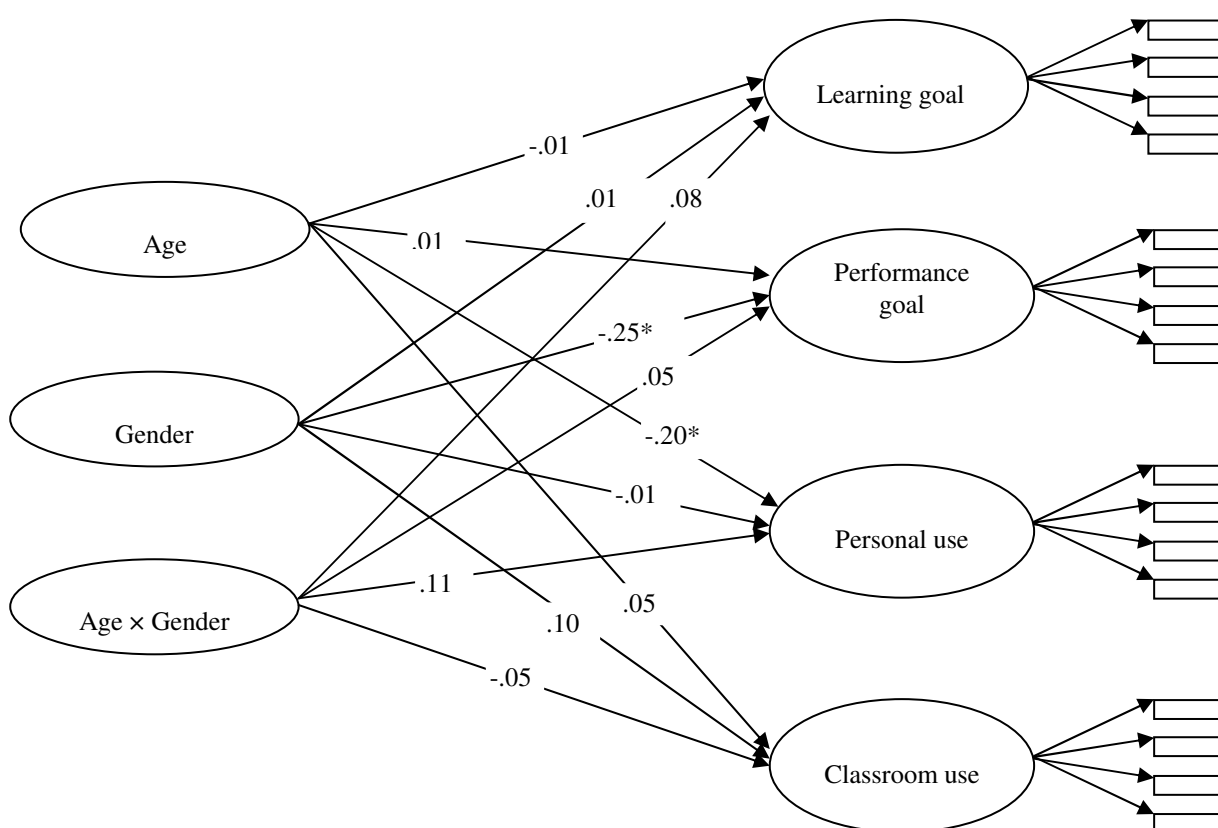 Learning goal
-.01
.01
.08
Age
.01
Performance
goal
-.25*
.05
Gender
-.20*
-.01
Personal use
.11
.05
Age × Gender
.10
-.05
Classroom use